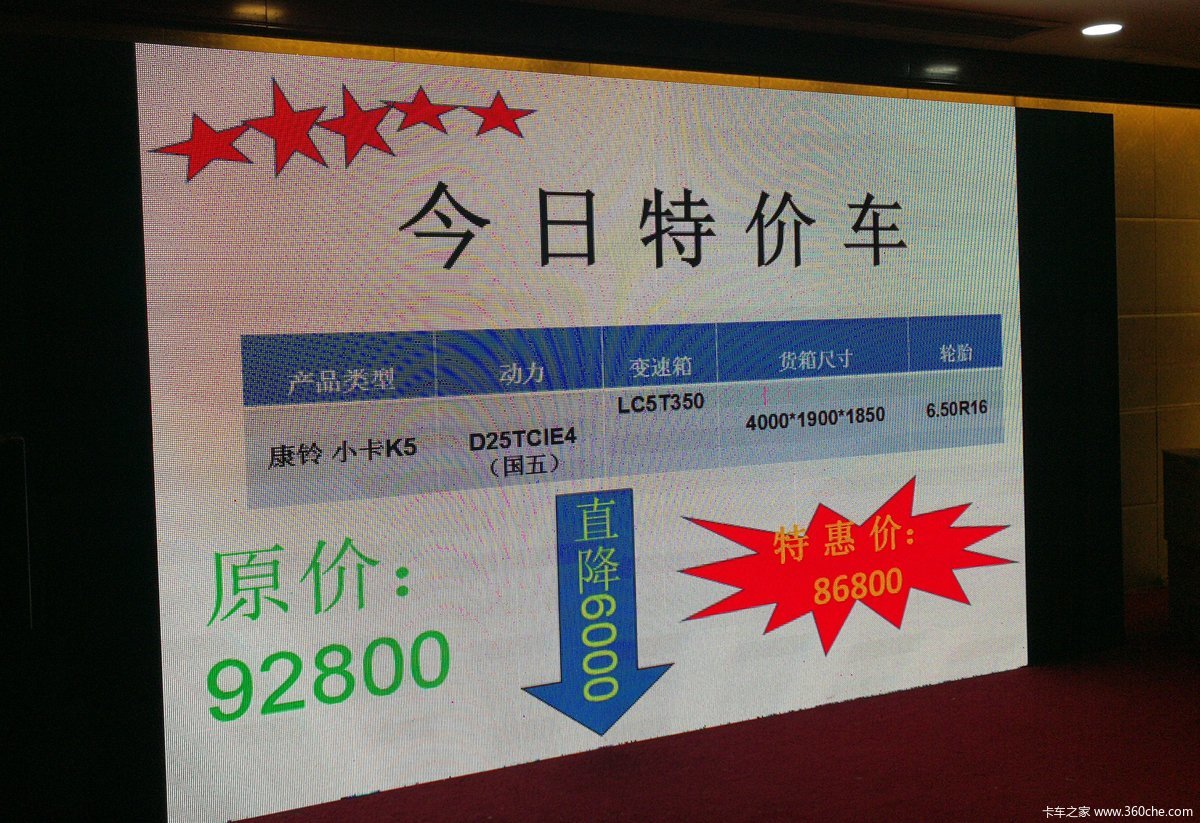 今日特价车
产品类型 动力 变速箱 货箱尺寸 轮胎
康铃 小卡K5 D25TCIE4 LC5T350 4000*1900*1850 6.50R16
（国五）
原价：
92800
直降6000
特惠价：
86800
卡车之家 www.360che.com